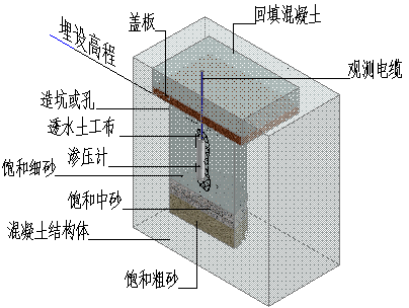 盖板
回填混凝土
埋设高程
观测电缆
造坑或孔
透水土工布
渗压计
饱和细砂
饱和中砂
混凝土结构体
饱和粗砂